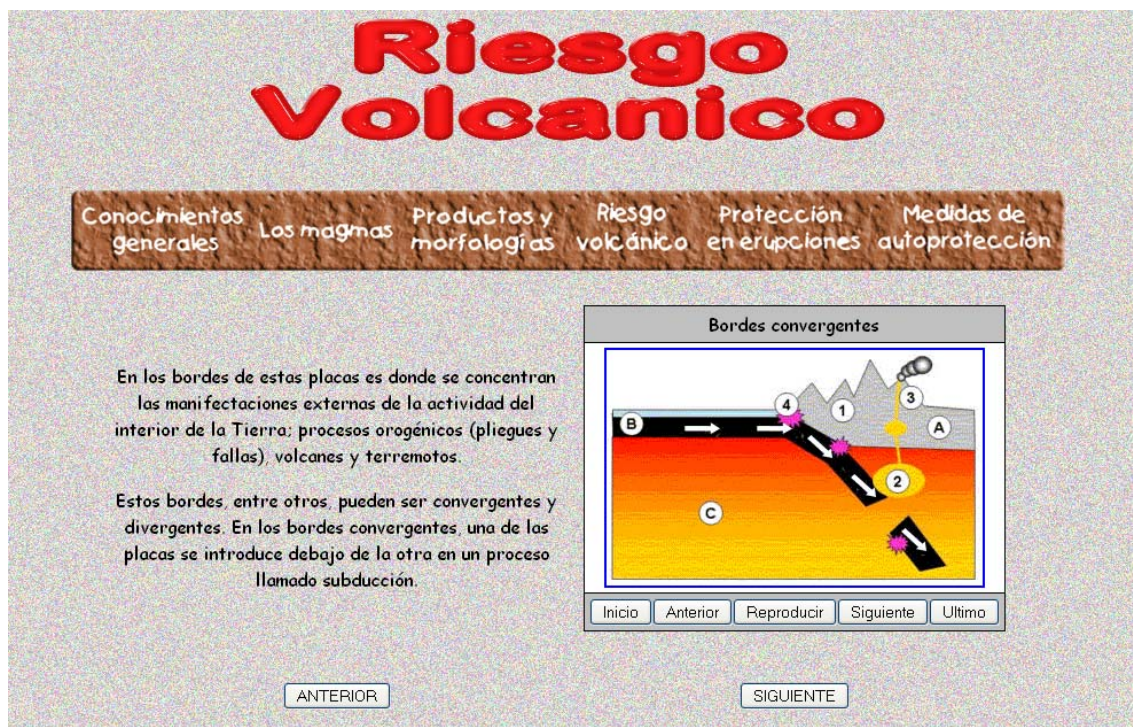 Riesgo
Volcanico
Conocimientos
generales
Los magmas
Productos y
morfologías
Riesgo
volcánico
Protección
en erupciones
Medidas de
autoprotección
En los bordes de estas placas es donde se concentran
las manifectaciones externas de la actividad del
interior de la Tierra; procesos orogénicos (pliegues y
fallas), volcanes y terremotos.
Estos bordes, entre otros, pueden ser convergentes y
divergentes. En los bordes convergentes, una de las
placas se introduce debajo de la otra en un proceso
llamado subducción.
Bordes convergentes
4
1
3
B
A
2
C
Inicio
Anterior
Reproducir
Siguiente
Ultimo
ANTERIOR
SIGUIENTE